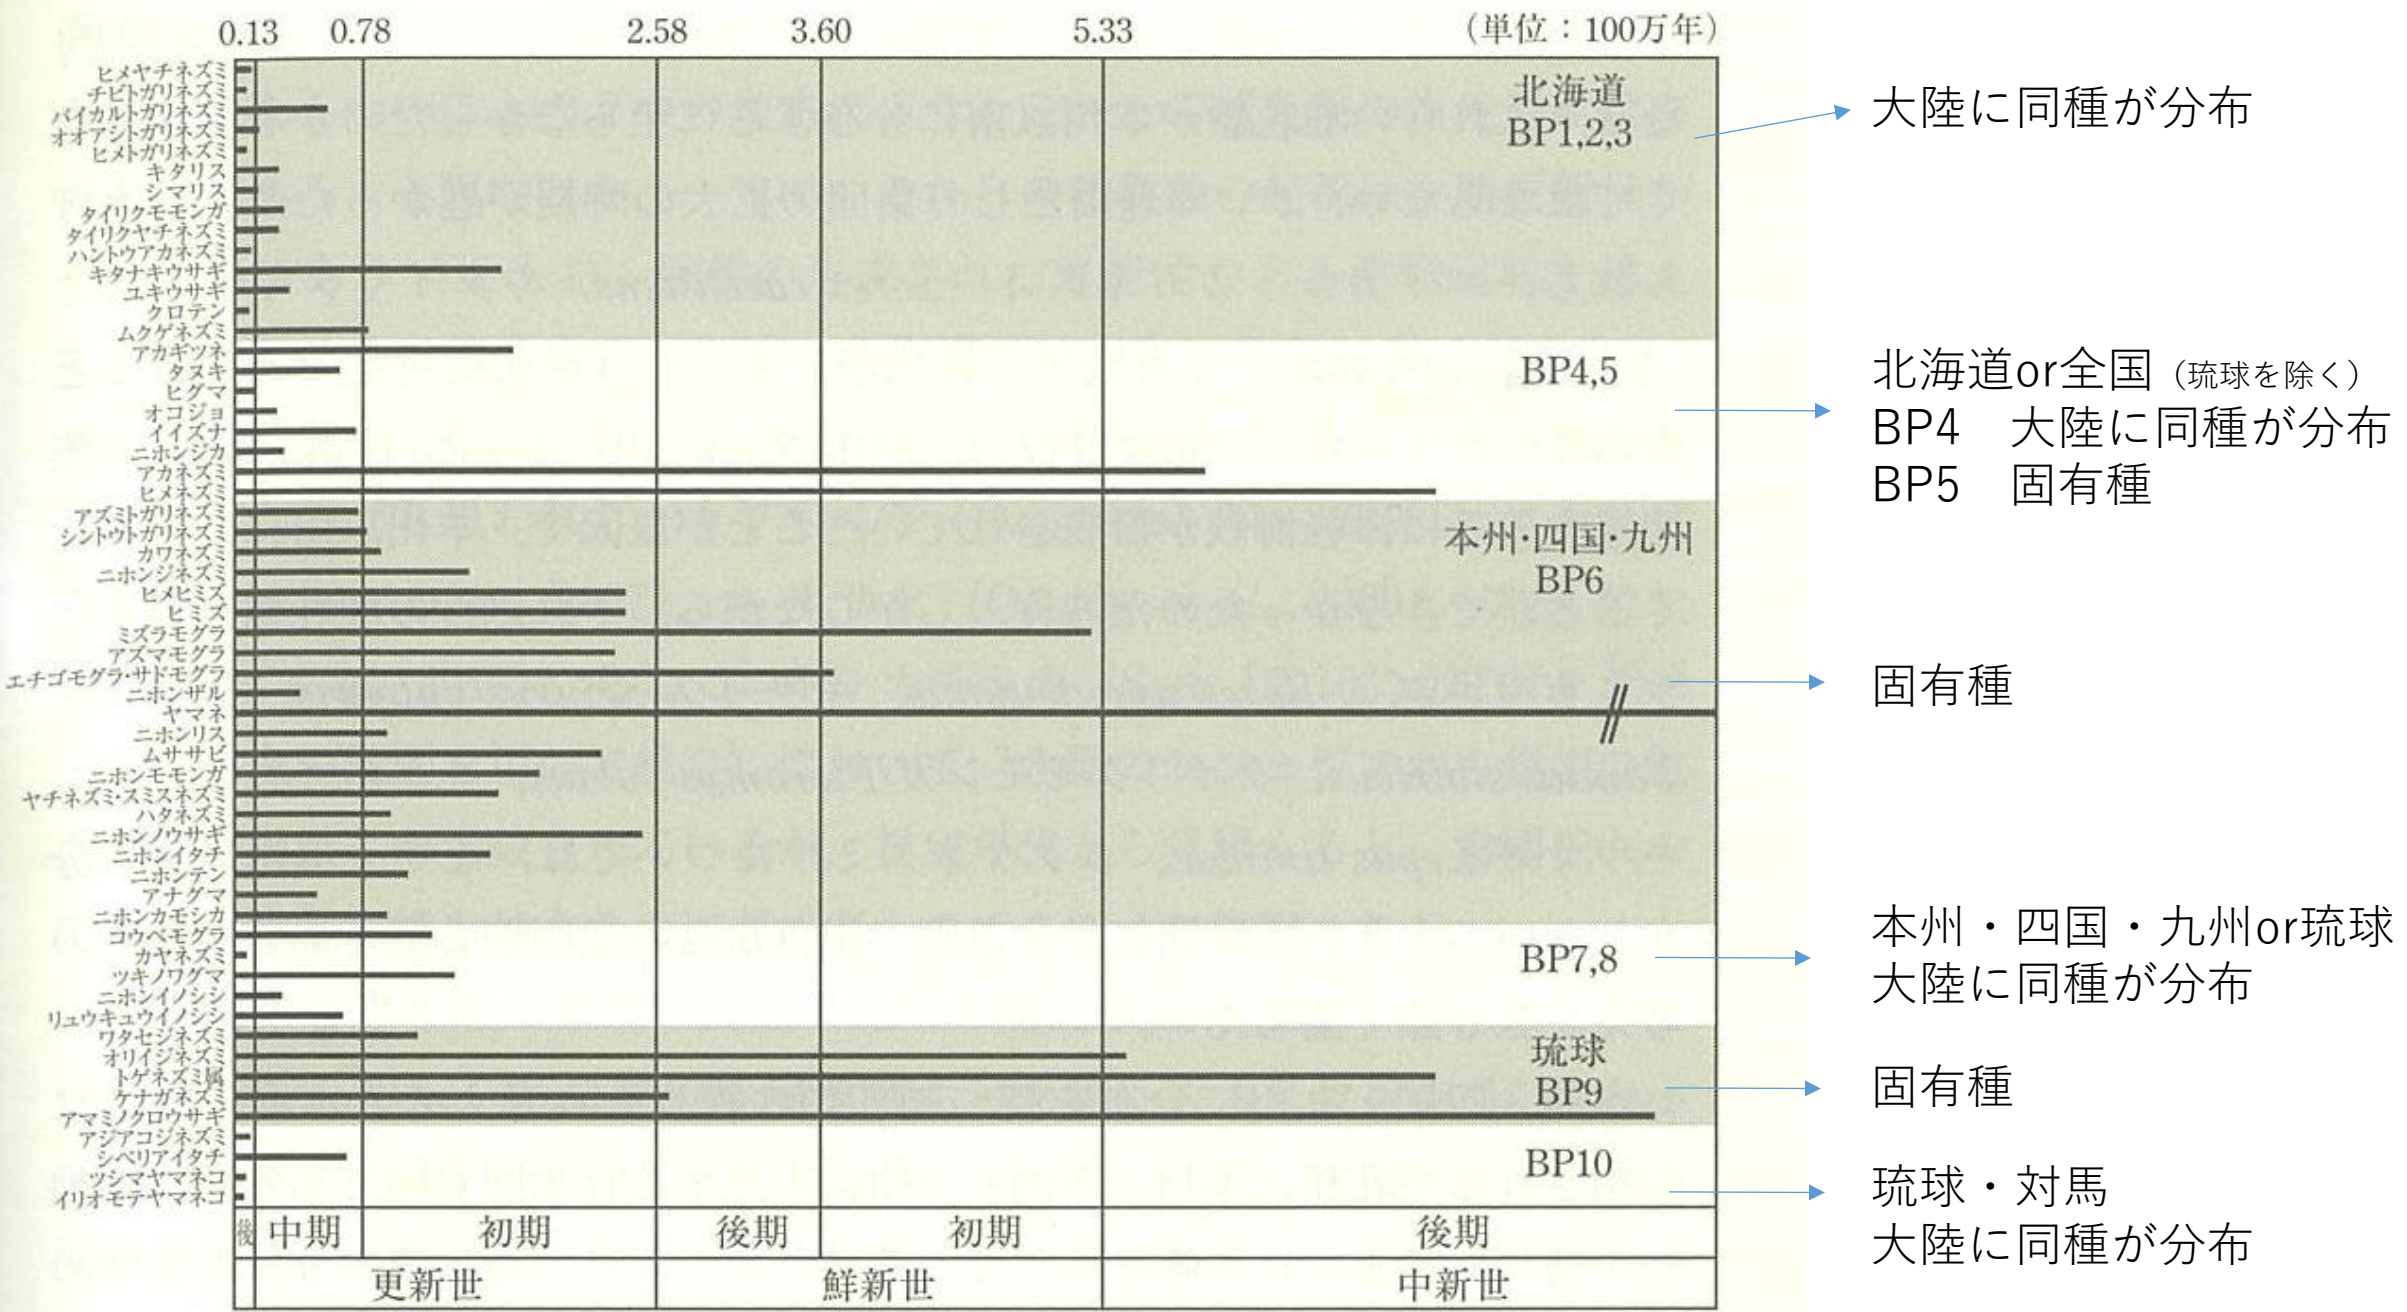 0.13 0.78 2.58 3.60 5.33 (単位：100万年)
ヒメヤチネズミ
チビトガリネズミ
バイカルトガリネズミ
オオアシトガリネズミ
ヒメトガリネズミ
キタリス
シマリス
タイリクモモンガ
タイリクヤチネズミ
ハントウアカネズミ
キタナキウサギ
ユキウサギ
クロテン
ムクゲネズミ
北海道
BP1,2,3
大陸に同種が分布
アカギツネ
タヌキ
ヒグマ
オコジョ
イイズナ
ニホンジカ
アカネズミ
ヒメネズミ
BP4,5
北海道or全国（琉球を除く）
BP4　大陸に同種が分布
BP5　固有種
アズミトガリネズミ
シントウトガリネズミ
カワネズミ
ニホンジネズミ
ヒメヒミズ
ヒミズ
ミズラモグラ
アズマモグラ
エチゴモグラ・サドモグラ
ニホンザル
ヤマネ
ニホンリス
ムササビ
ニホンモモンガ
ヤチネズミ・スミスネズミ
ハタネズミ
ニホンノウサギ
ニホンイタチ
ニホンテン
アナグマ
ニホンカモシカ
本州・四国・九州
BP6
固有種
コウベモグラ
カヤネズミ
ツキノワグマ
ニホンイノシシ
リュウキュウイノシシ
BP7,8
本州・四国・九州or琉球
大陸に同種が分布
ワタセジネズミ
オリイジネズミ
トゲネズミ属
ケナガネズミ
アマミノクロウサギ
琉球
BP9
固有種
アジアコジネズミ
シベリアイタチ
ツシマヤマネコ
イリオモテヤマネコ
BP10
琉球・対馬
大陸に同種が分布
後 中期 初期 後期 初期 後期
更新世 鮮新世 中新世